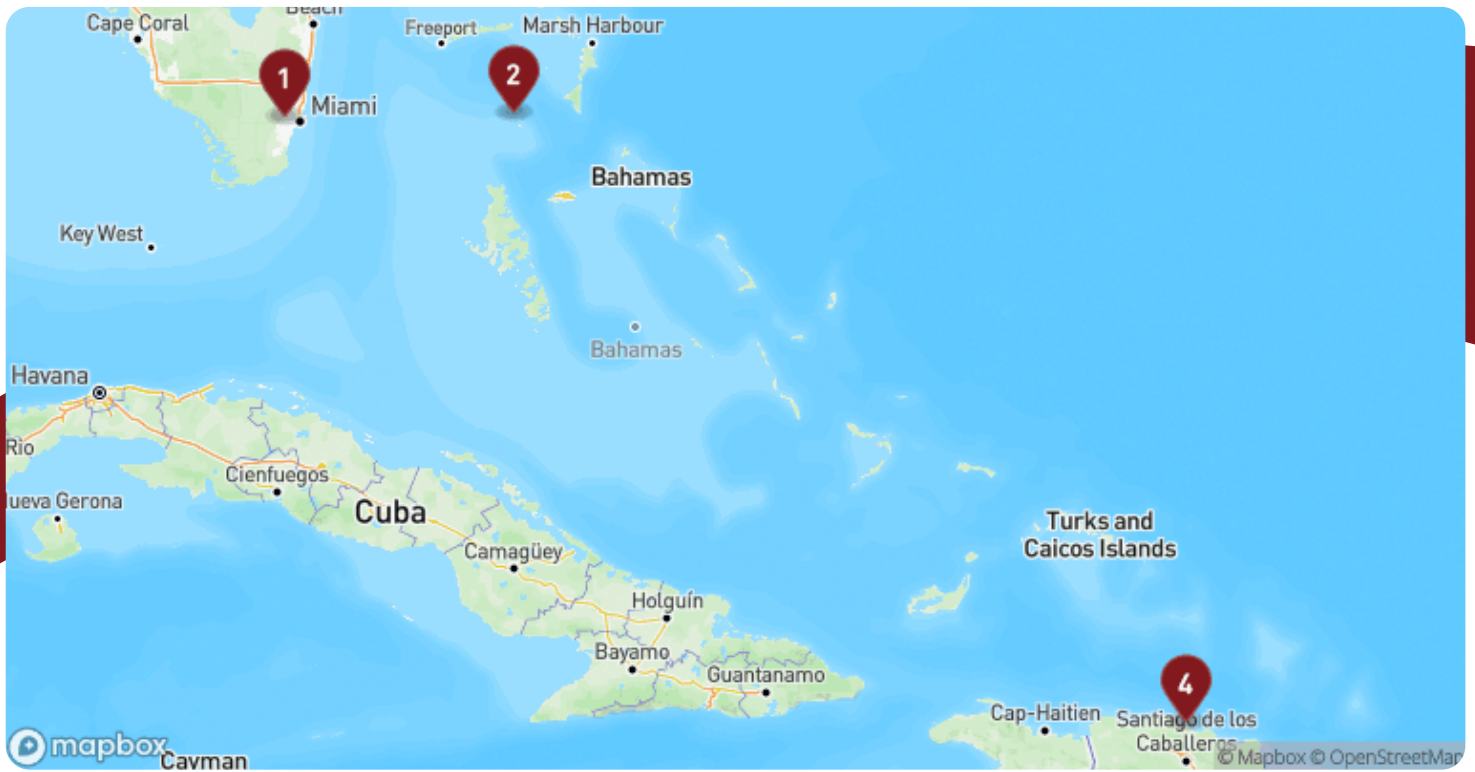 Beach
Cape Coral
Freeport
Marsh Harbour
1
2
Miami
Bahamas
Key West
Bahamas
Havana
Rio
Cienfuegos
ueva Gerona
Cuba
Turks and
Caicos Islands
Camagüey
Holguín
Bayamo
Guantanamo
4
Cap-Haitien
Santiago de los
Caballeros
mapbox
Cayman
© Mapbox © OpenStreetMap